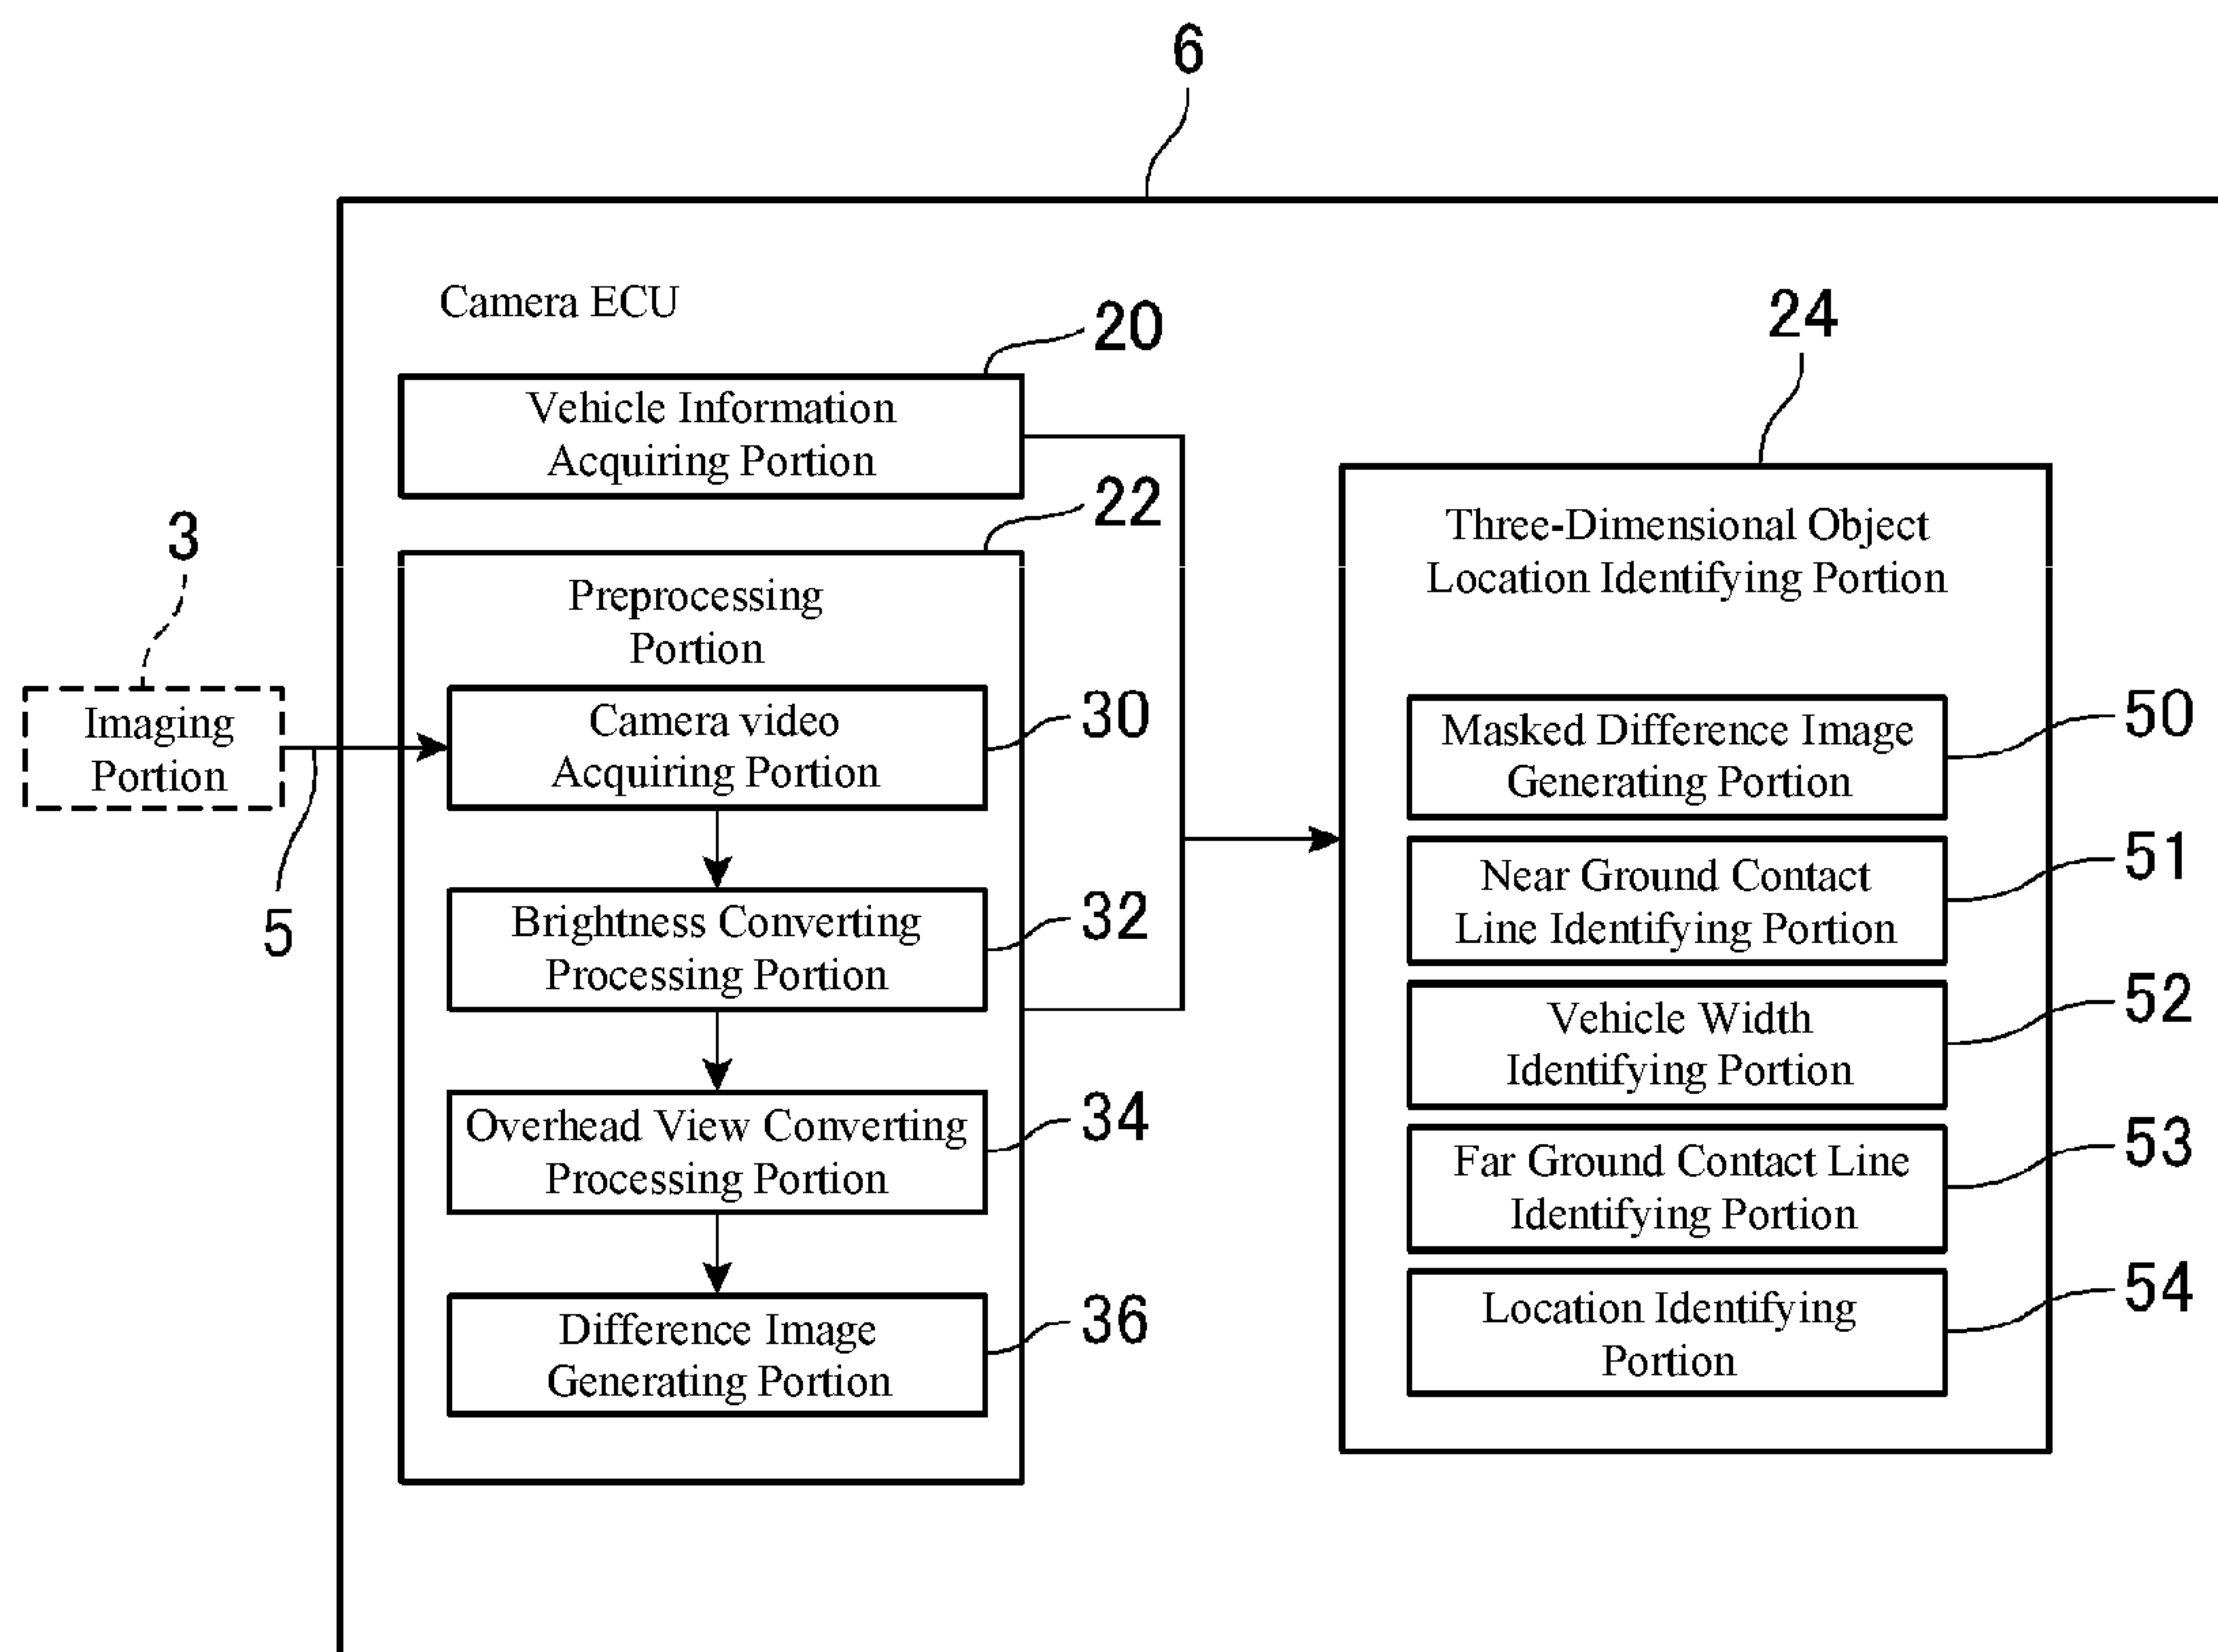 6
Camera ECU
20
Vehicle Information
Acquiring Portion
22
Preprocessing
Portion
3
Imaging
Portion
5
Camera video
Acquiring Portion
30
Brightness Converting
Processing Portion
32
Overhead View Converting
Processing Portion
34
Difference Image
Generating Portion
36
24
Three-Dimensional Object
Location Identifying Portion
Masked Difference Image
Generating Portion
50
Near Ground Contact
Line Identifying Portion
51
Vehicle Width
Identifying Portion
52
Far Ground Contact Line
Identifying Portion
53
Location Identifying
Portion
54